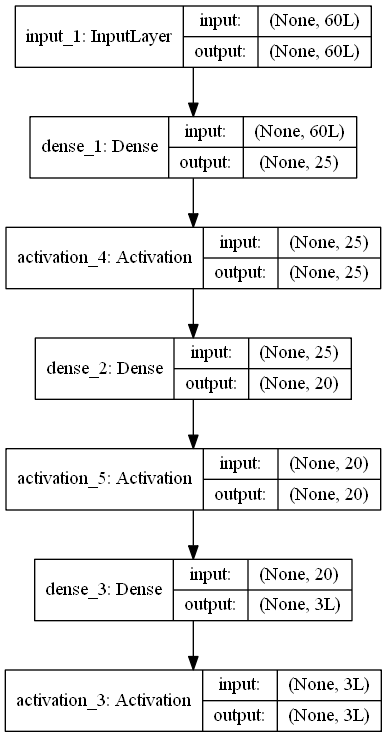 input_1: InputLayer
input: (None, 60L)
output: (None, 60L)
dense_1: Dense
input: (None, 60L)
output: (None, 25)
activation_4: Activation
input: (None, 25)
output: (None, 25)
dense_2: Dense
input: (None, 25)
output: (None, 20)
activation_5: Activation
input: (None, 20)
output: (None, 20)
dense_3: Dense
input: (None, 20)
output: (None, 3L)
activation_3: Activation
input: (None, 3L)
output: (None, 3L)